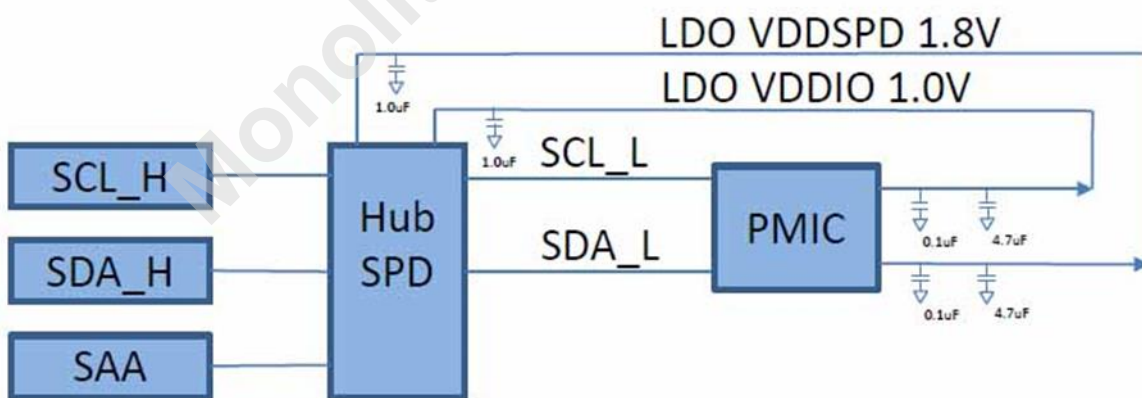 LDO VDDSPD 1.8V
1.0uF
LDO VDDIO 1.0V
1.0uF
SCL_H
SDA_H
SAA
Hub
SPD
SCL_L
SDA_L
PMIC
0.1uF
4.7uF
0.1uF
4.7uF